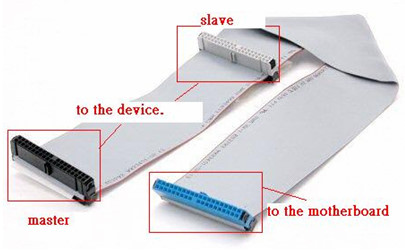 slave
to the device.
master
to the motherboard